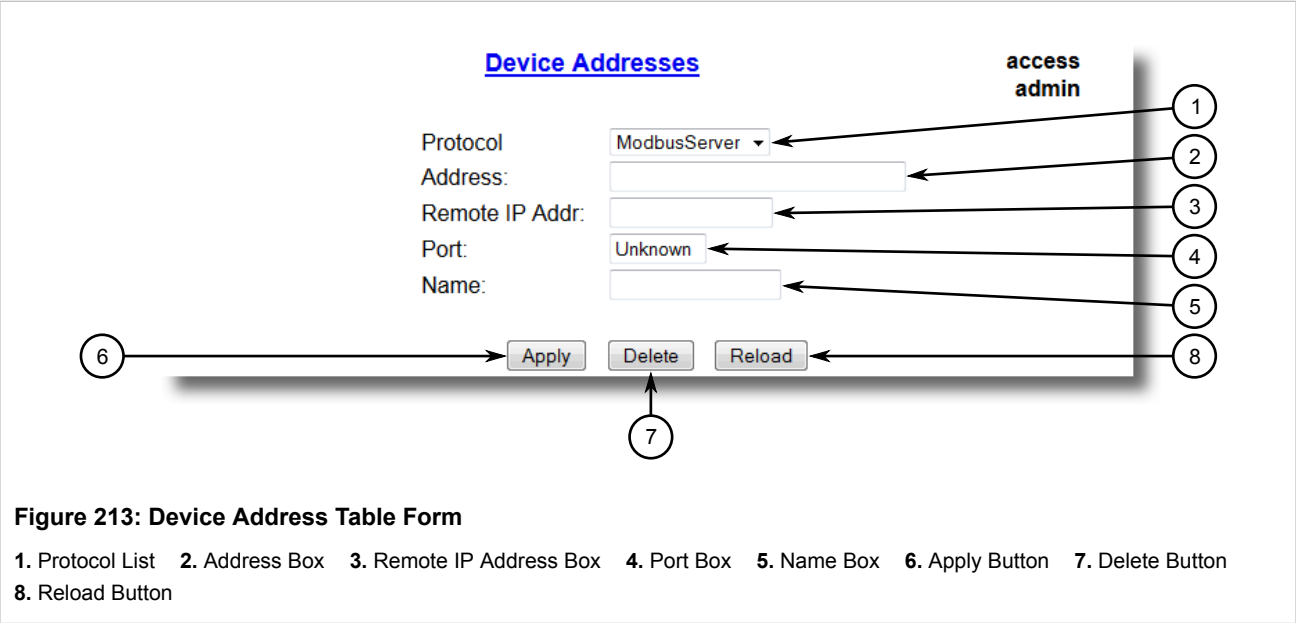 Device Addresses
access
admin
1
Protocol
ModbusServer
2
Address:
3
Remote IP Addr:
4
Port:
Unknown
5
Name:
6
Apply
Delete
Reload
8
7
Figure 213: Device Address Table Form
1. Protocol List 2. Address Box 3. Remote IP Address Box 4. Port Box 5. Name Box 6. Apply Button 7. Delete Button
8. Reload Button